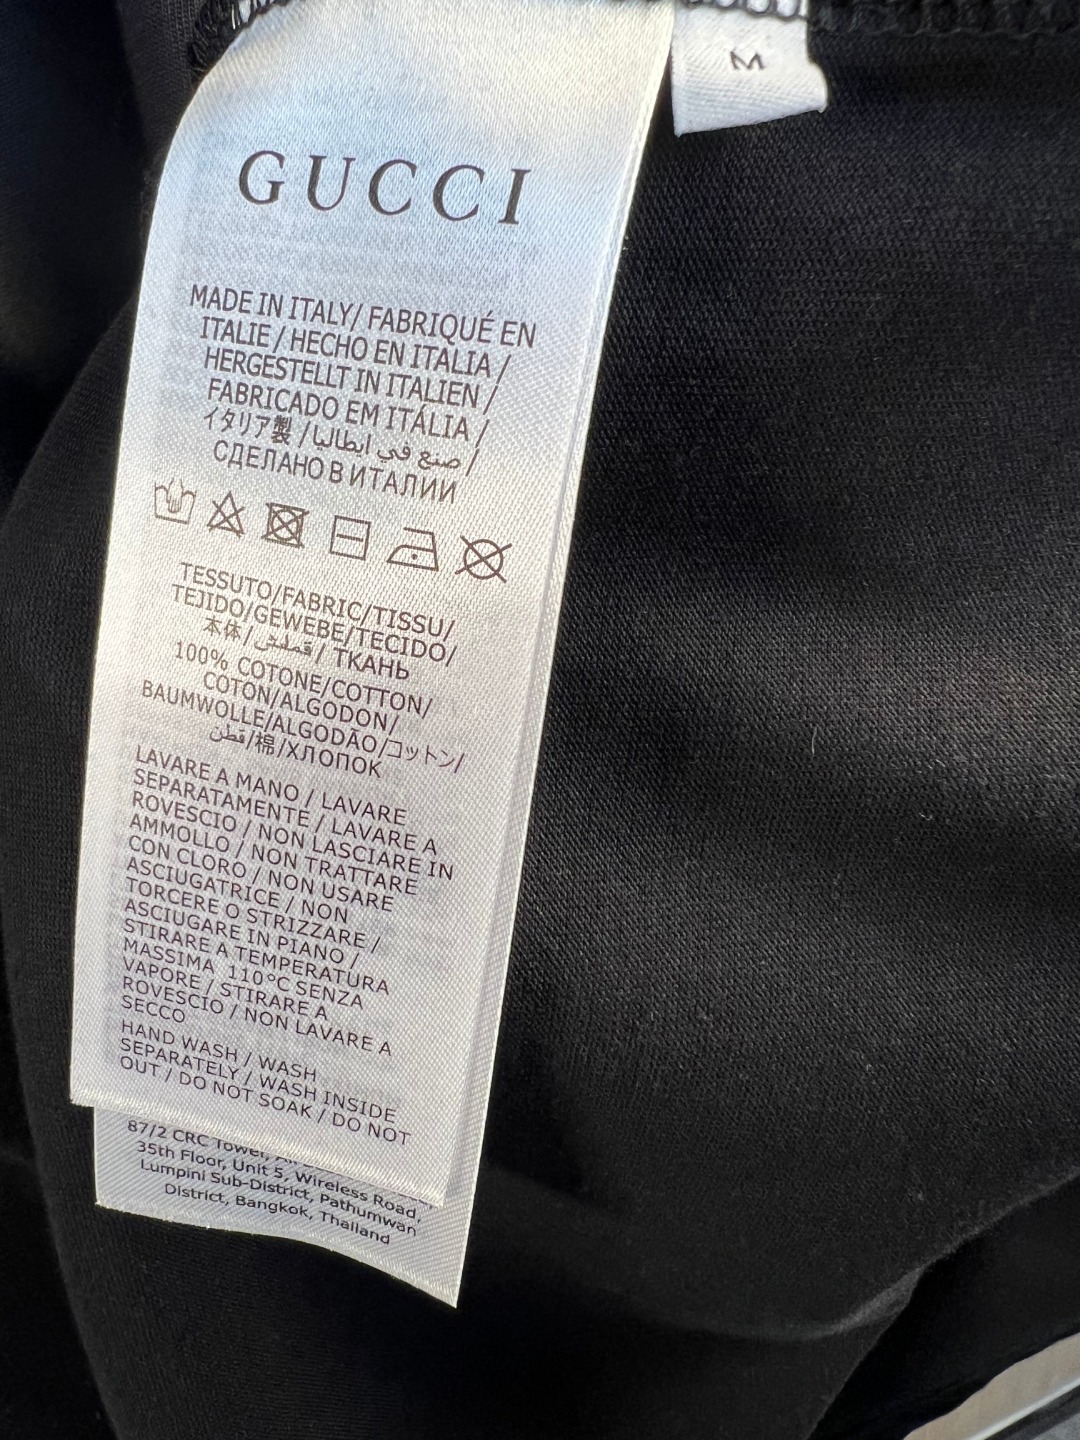 M
GUCCI
MADE IN ITALY/ FABRIQUÉ EN
ITALIE / HECHO EN ITALIA /
HERGESTELLT IN ITALIEN /
FABRICADO EM ITÁLIA /
イタリア製 / صنع في ايطاليا /
СДЕЛАНО В ИТАЛИИ
TESSUTO/FABRIC/TISSU/
TEJIDO/GEWEBE/TECIDO/
本体/قماش/ ТКАНЬ
100% COTONE/COTTON/
COTON/ALGODON/
BAUMWOLLE/ALGODÃO/コットン/
قطن/棉/ХЛОПОК
LAVARE A MANO / LAVARE
SEPARATAMENTE / LAVARE A
ROVESCIO / NON LASCIARE IN
AMMOLLO / NON TRATTARE
CON CLORO / NON USARE
ASCIUGATRICE / NON
TORCERE O STRIZZARE /
ASCIUGARE IN PIANO /
STIRARE A TEMPERATURA
MASSIMA 110°C SENZA
VAPORE / STIRARE A
ROVESCIO / NON LAVARE A
SECCO
HAND WASH / WASH
SEPARATELY / WASH INSIDE
OUT / DO NOT SOAK / DO NOT
87/2 CRC Tower,
35th Floor, Unit 5, Wireless Road,
Lumpini Sub-District, Pathumwan
District, Bangkok, Thailand